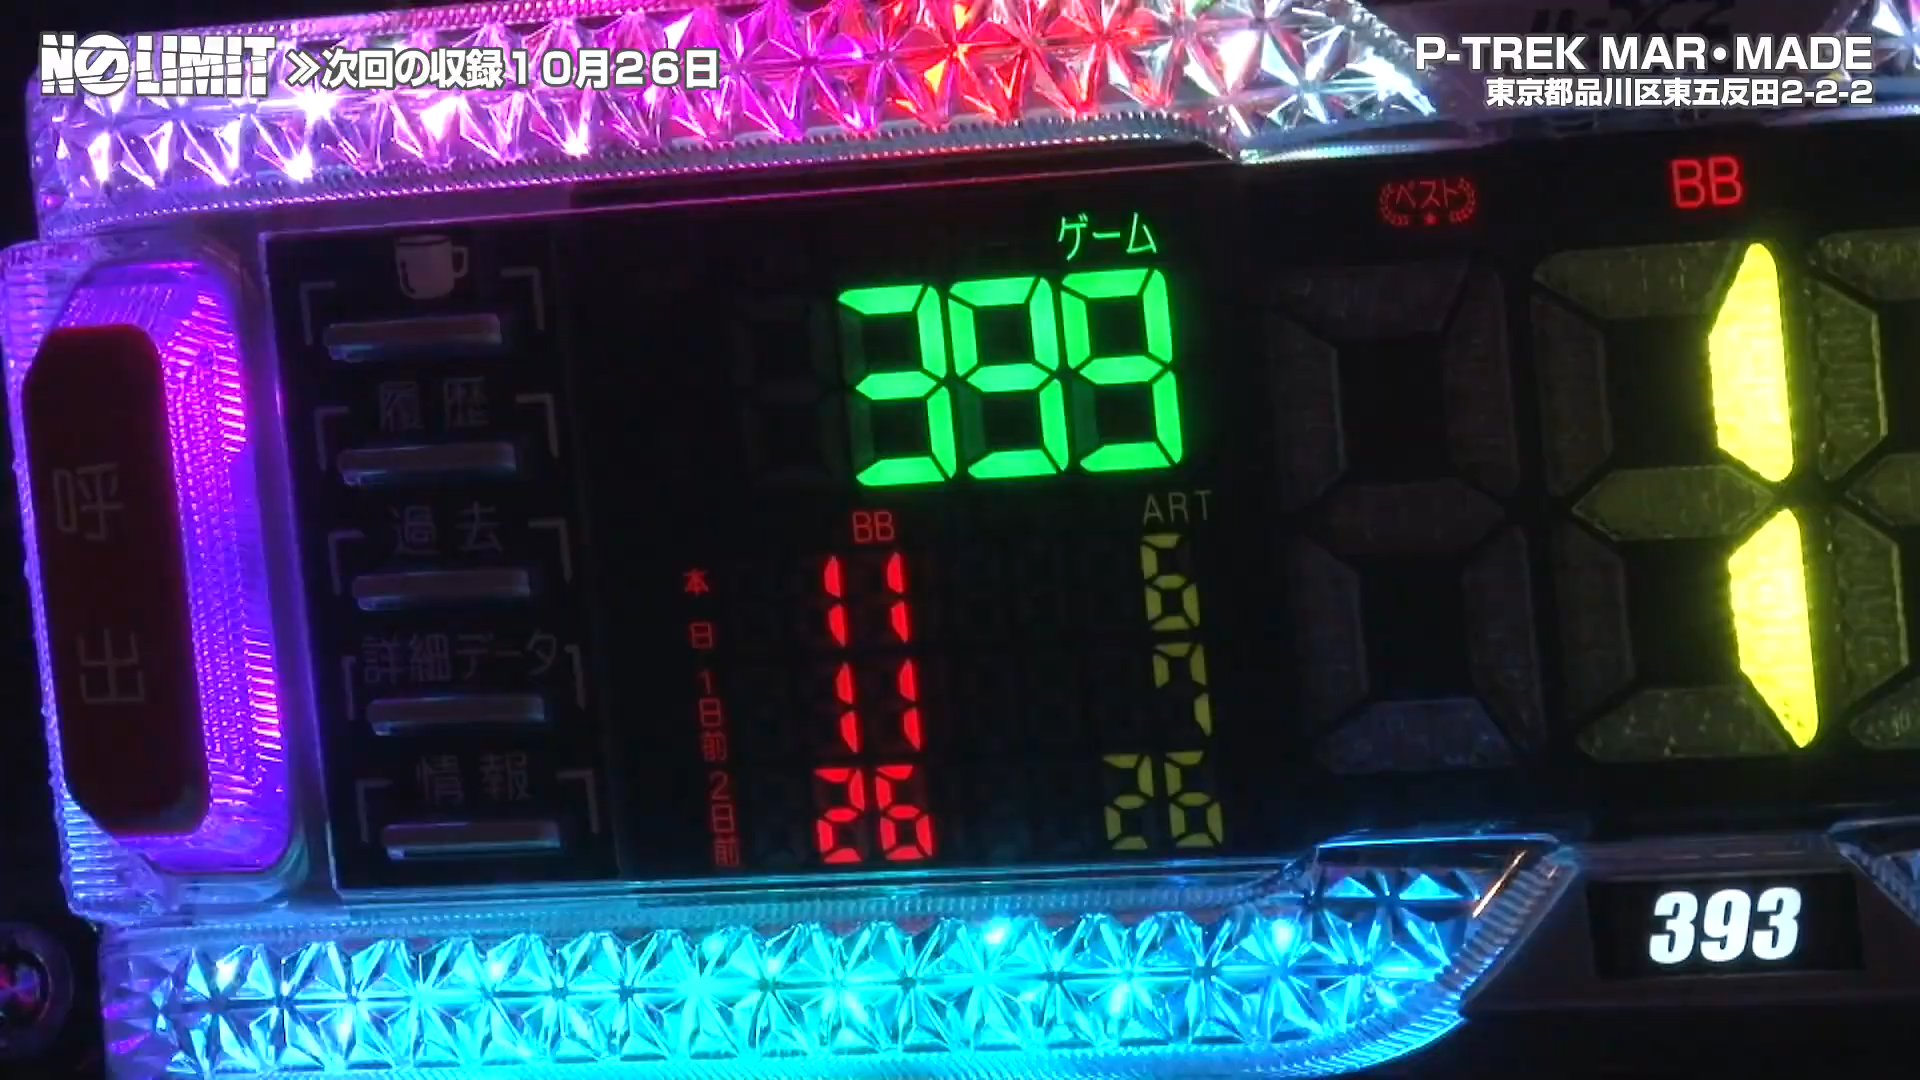 NO LIMIT ≫次回の収録10月26日
P-TREK MAR・MADE
東京都品川区東五反田2-2-2
ベスト
BB
ゲーム
399
1
履歴
過去
詳細データ
情報
呼出
BB ART
本日 11 6
1日前 11 7
2日前 26 26
393